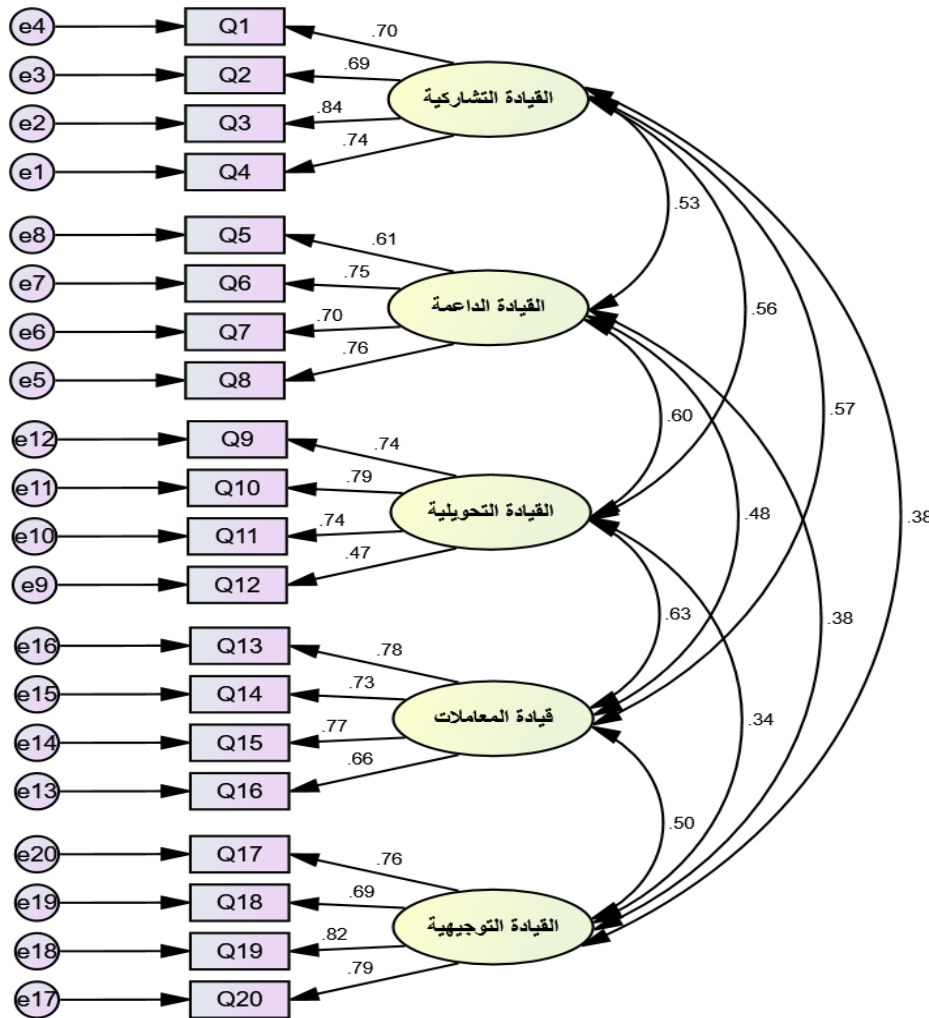 e4 Q1 .70
e3 Q2 .69
القيادة التشاركية
e2 Q3 .84
e1 Q4 .74
.53
e8 Q5 .61
e7 Q6 .75
القيادة الداعمة
.56
e6 Q7 .70
e5 Q8 .76
.57
.60
e12 Q9 .74
e11 Q10 .79
القيادة التحويلية
.48
.38
e10 Q11 .74
e9 Q12 .47
.63
.38
e16 Q13 .78
e15 Q14 .73
قيادة المعاملات
.34
e14 Q15 .77
e13 Q16 .66
.50
e20 Q17 .76
e19 Q18 .69
القيادة التوجيهية
e18 Q19 .82
e17 Q20 .79